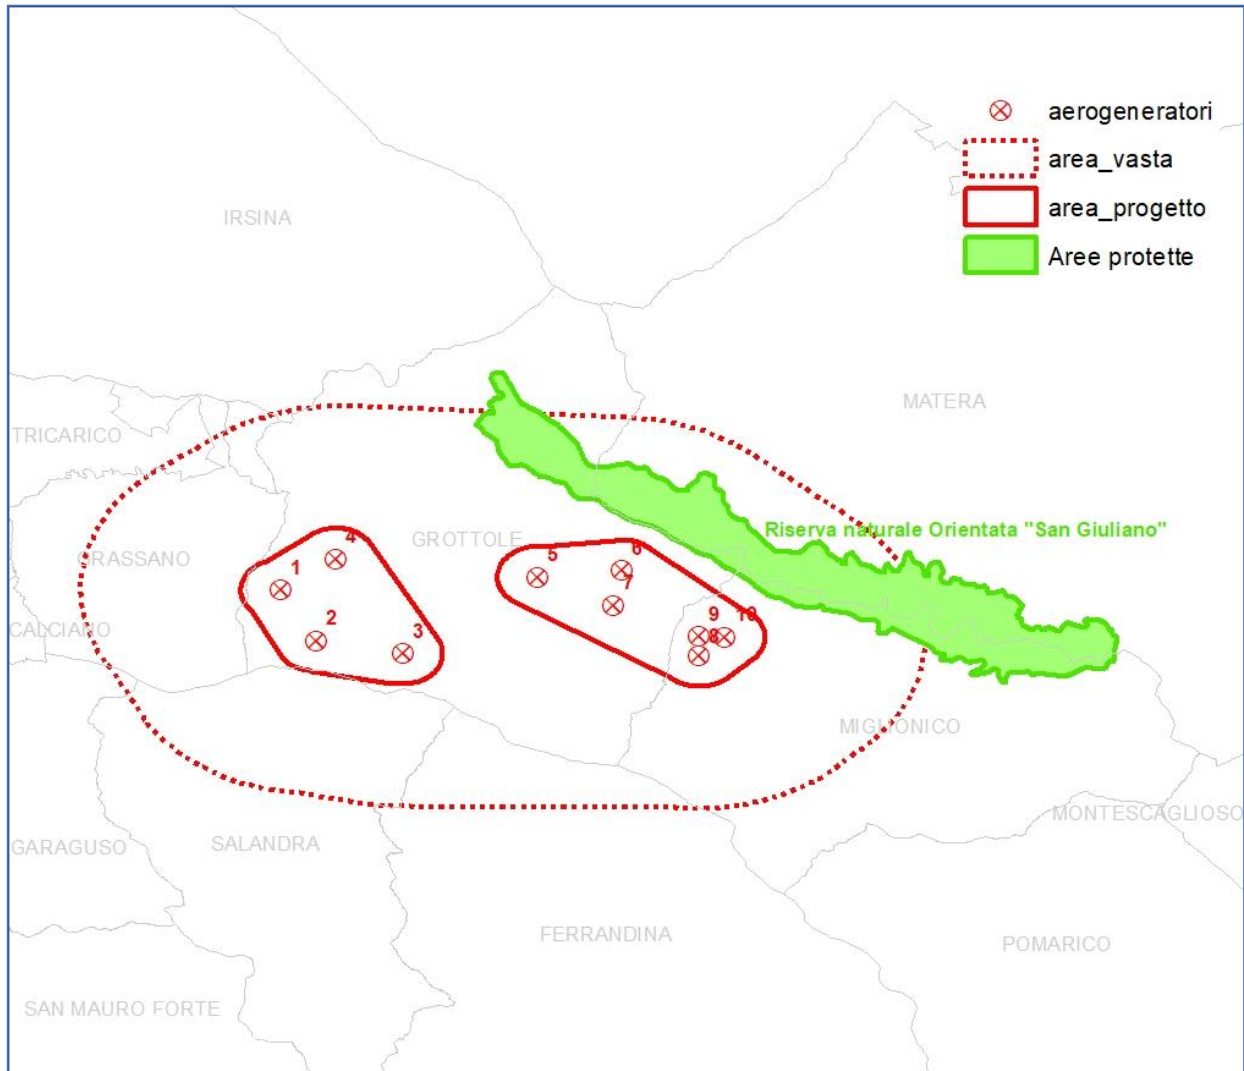 aerogeneratori
area_vasta
area_progetto
Aree protette
IRSINA
MATERA
TRICARICO
Riserva naturale Orientata "San Giuliano"
GROTTOLE
GRASSANO
4
6
5
1
7
CALCIANO
2
3
9
10
8
MIGLIONICO
MONTESCAGLIOSO
GARAGUSO
SALANDRA
FERRANDINA
POMARICO
SAN MAURO FORTE